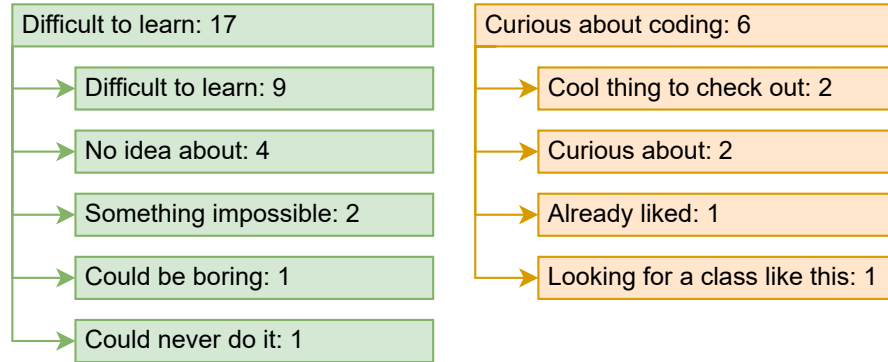 Difficult to learn: 17
Difficult to learn: 9
No idea about: 4
Something impossible: 2
Could be boring: 1
Could never do it: 1
Curious about coding: 6
Cool thing to check out: 2
Curious about: 2
Already liked: 1
Looking for a class like this: 1